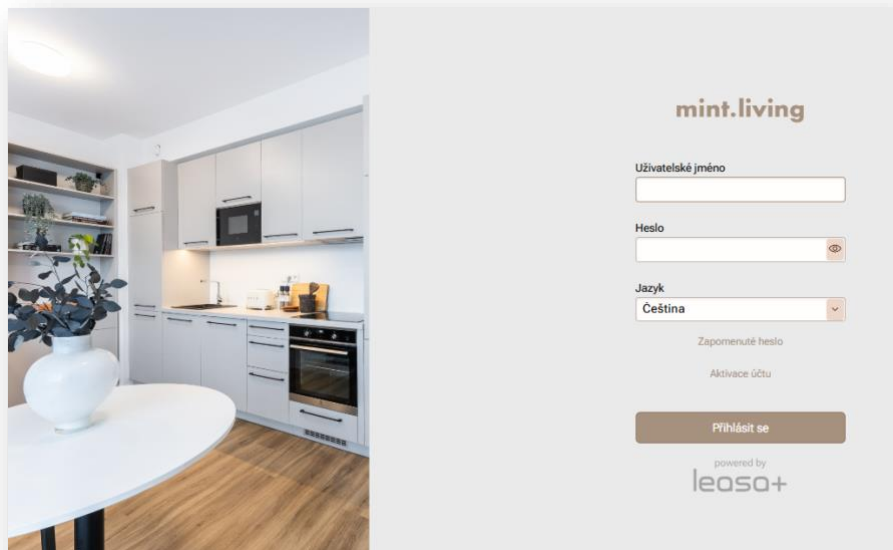 mint.living
Uživatelské jméno
Heslo
Jazyk
Čeština
Zapomenuté heslo
Aktivace účtu
Přihlásit se
powered by
leasa+